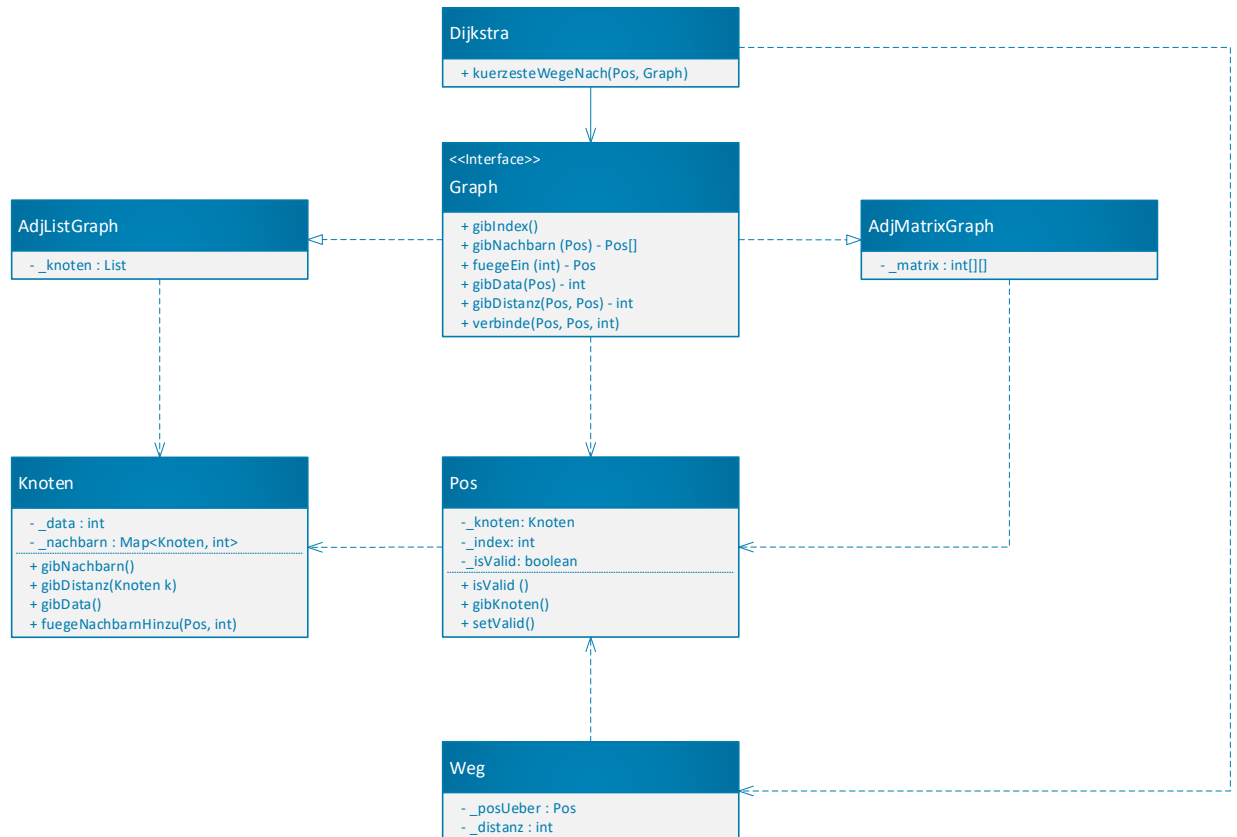 Dijkstra
+ kuerzesteWegeNach(Pos, Graph)
<<Interface>>
Graph
+ gibIndex()
+ gibNachbarn (Pos) - Pos[]
+ fuegeEin (int) - Pos
+ gibData(Pos) - int
+ gibDistanz(Pos, Pos) - int
+ verbinde(Pos, Pos, int)
AdjListGraph
- _knoten : List
AdjMatrixGraph
- _matrix : int[][]
Knoten
- _data : int
- _nachbarn : Map<Knoten, int>
+ gibNachbarn()
+ gibDistanz(Knoten k)
+ gibData()
+ fuegeNachbarnHinzu(Pos, int)
Pos
-_knoten: Knoten
-_index: int
-_isValid: boolean
+ isValid ()
+ gibKnoten()
+ setValid()
Weg
- _posUeber : Pos
- _distanz : int